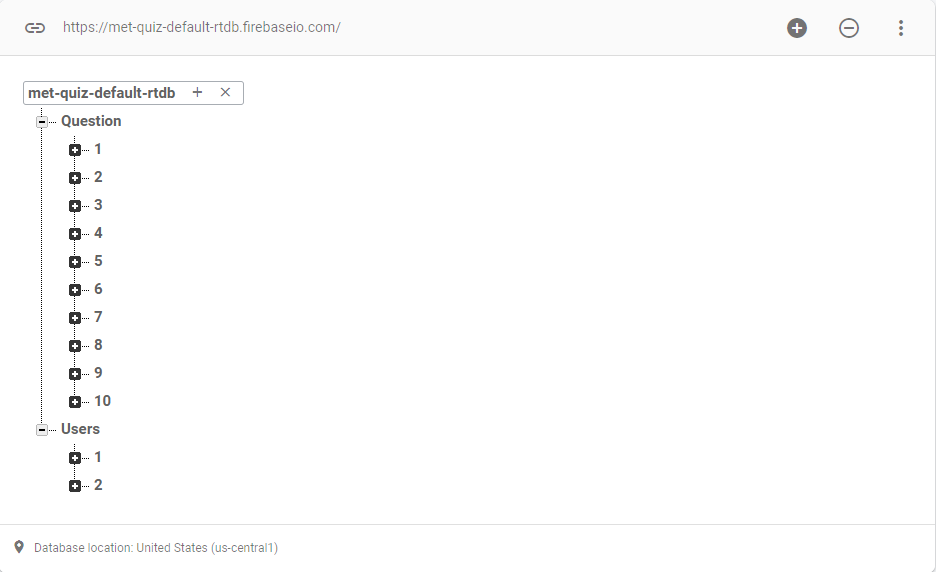 https://met-quiz-default-rtdb.firebaseio.com/
met-quiz-default-rtdb
Question
1
2
3
4
5
6
7
8
9
10
Users
1
2
Database location: United States (us-central1)